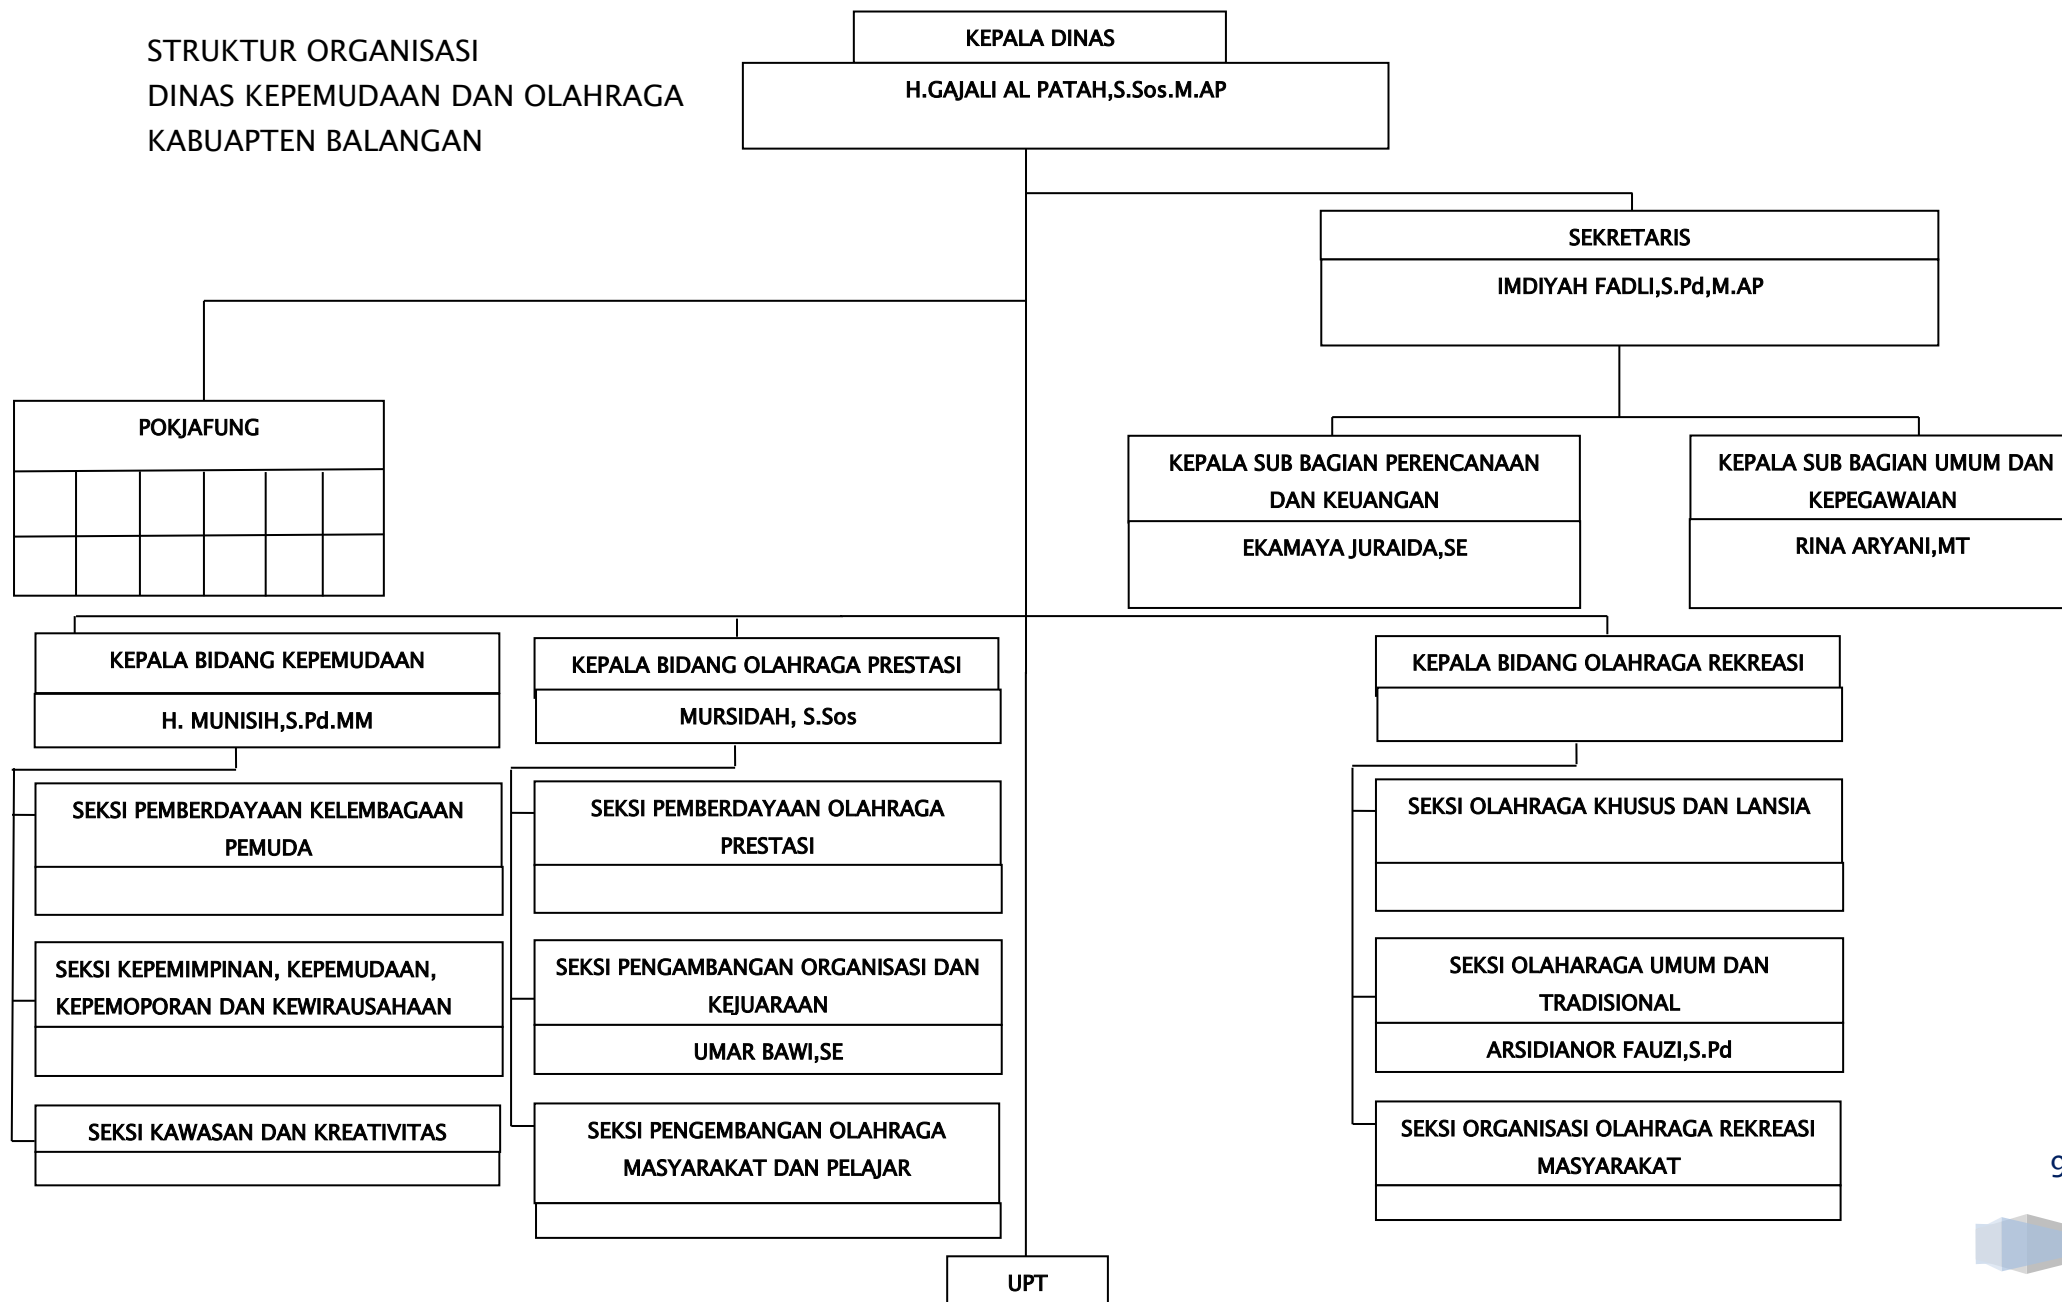 STRUKTUR ORGANISASI
DINAS KEPEMUDAAN DAN OLAHRAGA
KABUAPTEN BALANGAN
KEPALA DINAS
H.GAJALI AL PATAH,S.Sos.M.AP
SEKRETARIS
IMDIYAH FADLI,S.Pd,M.AP
POKJAFUNG
KEPALA SUB BAGIAN PERENCANAAN
DAN KEUANGAN
EKAMAYA JURAIDA,SE
KEPALA SUB BAGIAN UMUM DAN
KEPEGAWAIAN
RINA ARYANI,MT
KEPALA BIDANG KEPEMUDAAN
H. MUNISIH,S.Pd.MM
SEKSI PEMBERDAYAAN KELEMBAGAAN
PEMUDA
SEKSI KEPEMIMPINAN, KEPEMUDAAN,
KEPEMOPORAN DAN KEWIRAUSAHAAN
SEKSI KAWASAN DAN KREATIVITAS
KEPALA BIDANG OLAHRAGA PRESTASI
MURSIDAH, S.Sos
SEKSI PEMBERDAYAAN OLAHRAGA
PRESTASI
SEKSI PENGAMBANGAN ORGANISASI DAN
KEJUARAAN
UMAR BAWI,SE
SEKSI PENGEMBANGAN OLAHRAGA
MASYARAKAT DAN PELAJAR
KEPALA BIDANG OLAHRAGA REKREASI
SEKSI OLAHRAGA KHUSUS DAN LANSIA
SEKSI OLAHARAGA UMUM DAN
TRADISIONAL
ARSIDIANOR FAUZI,S.Pd
SEKSI ORGANISASI OLAHRAGA REKREASI
MASYARAKAT
UPT
9